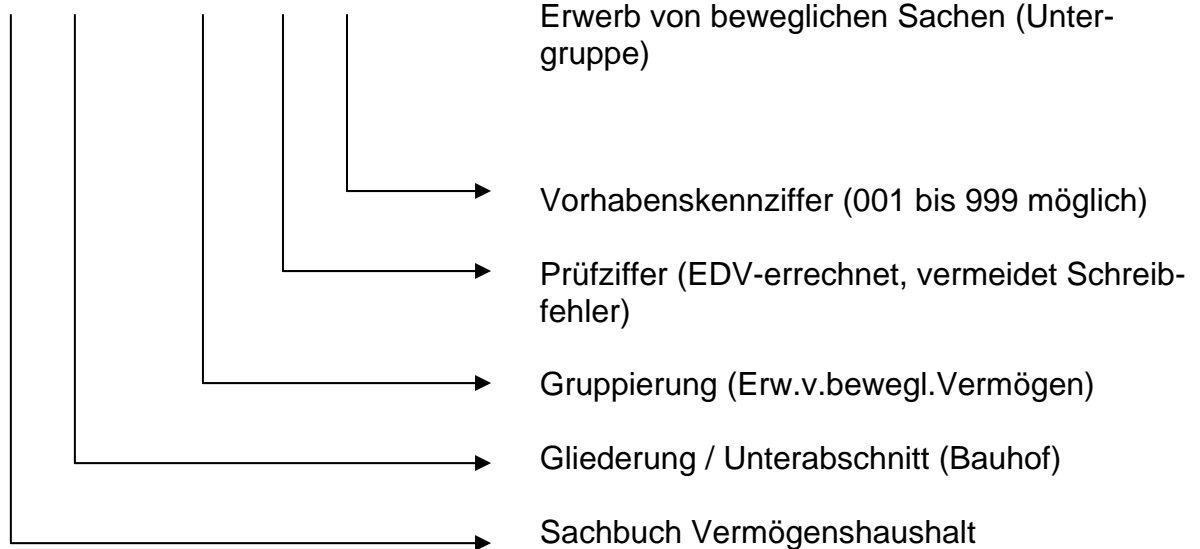 Erwerb von beweglichen Sachen (Unter-
gruppe)
Vorhabenskennziffer (001 bis 999 möglich)
Prüfziffer (EDV-errechnet, vermeidet Schreib-
fehler)
Gruppierung (Erw.v.bewegl.Vermögen)
Gliederung / Unterabschnitt (Bauhof)
Sachbuch Vermögenshaushalt